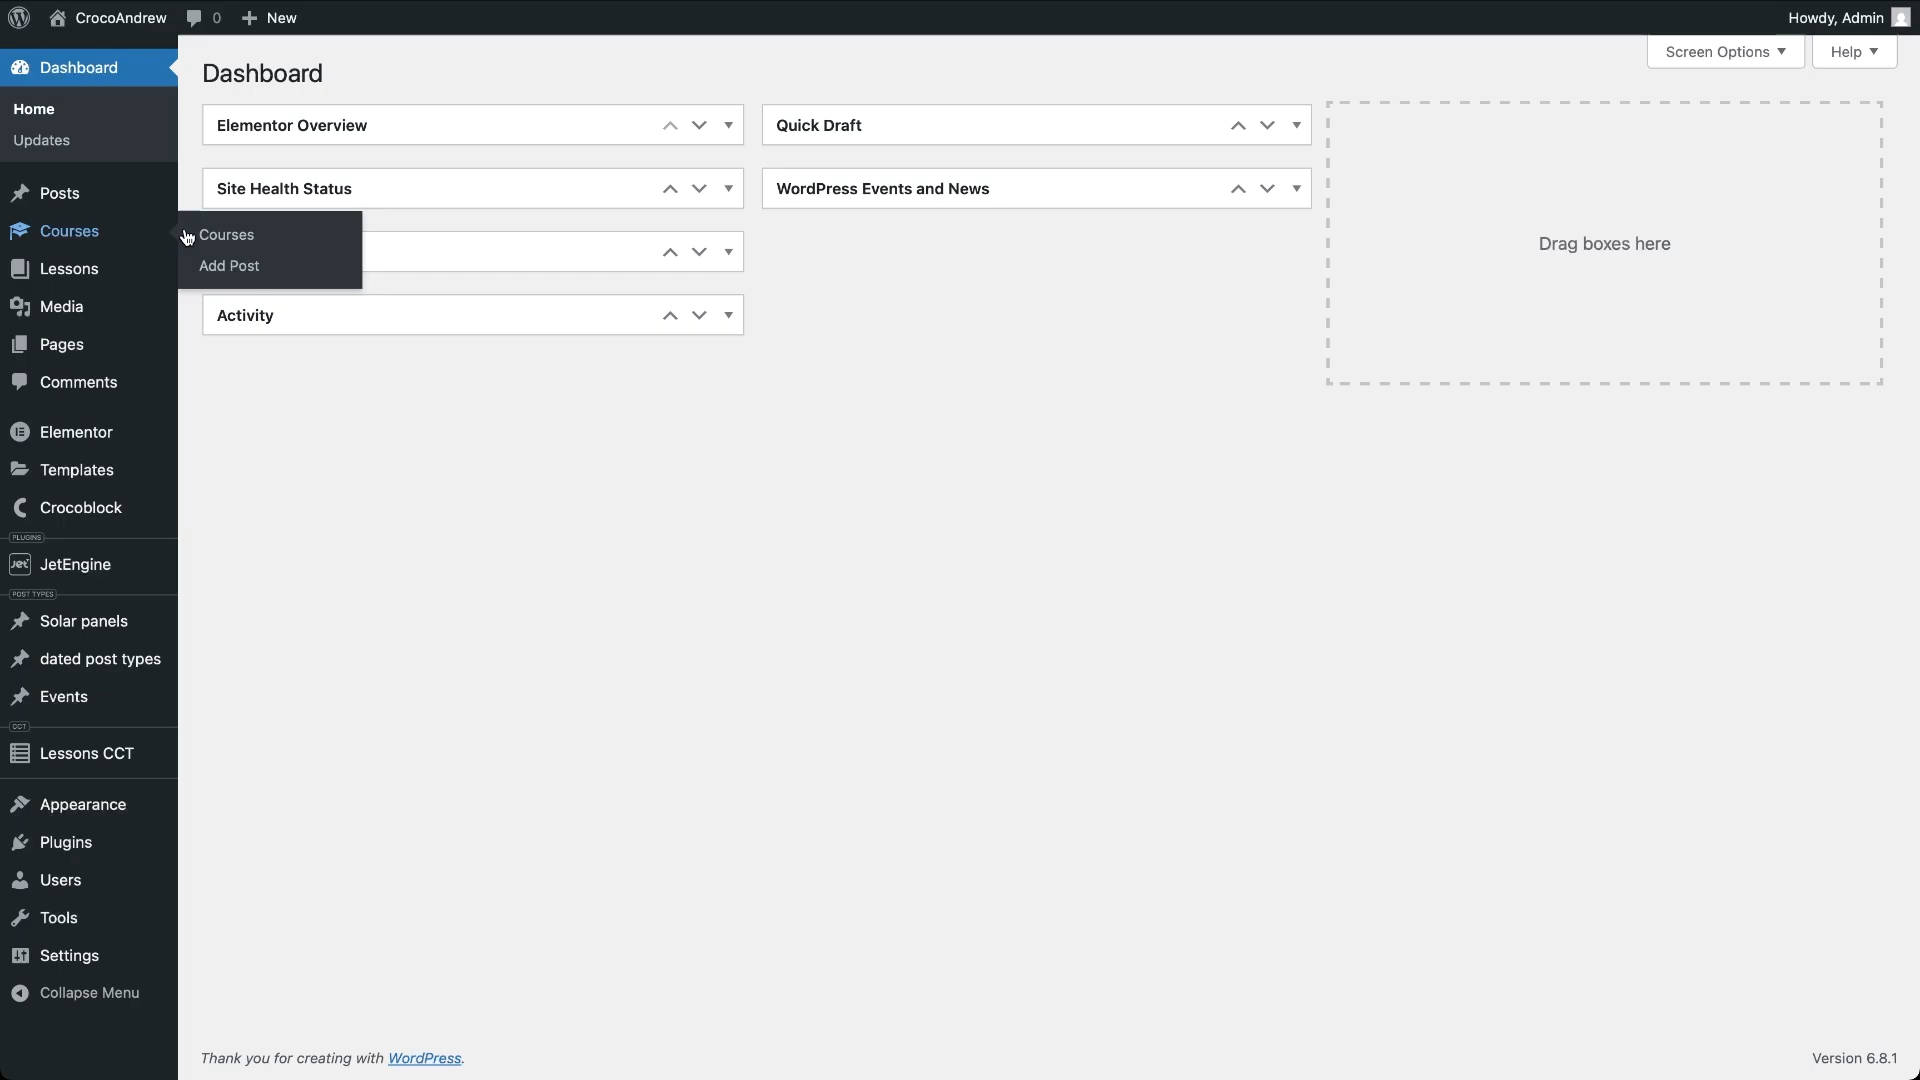 CrocoAndrew 0 New Howdy, Admin
Dashboard
Home
Updates
Posts
Courses
Lessons
Media
Pages
Comments
Elementor
Templates
Crocoblock
PLUGINS
Jet JetEngine
POST TYPES
Solar panels
dated post types
Events
CCT
Lessons CCT
Appearance
Plugins
Users
Tools
Settings
Collapse Menu
Courses
Add Post
Screen Options Help
Dashboard
Elementor Overview
Site Health Status
Activity
Quick Draft
WordPress Events and News
Drag boxes here
Thank you for creating with WordPress.
Version 6.8.1